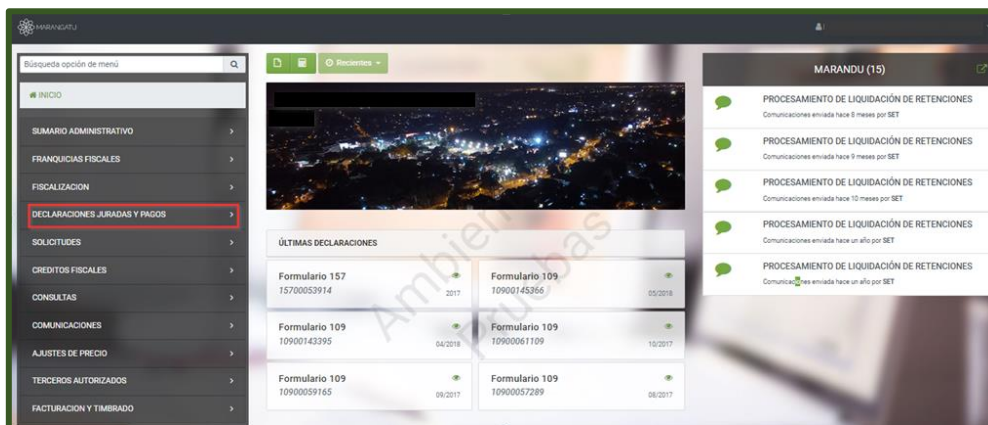 MARANGATU
Búsqueda opción de menú
Recientes
INICIO
SUMARIO ADMINISTRATIVO
FRANQUICIAS FISCALES
FISCALIZACION
DECLARACIONES JURADAS Y PAGOS
SOLICITUDES
CREDITOS FISCALES
CONSULTAS
COMUNICACIONES
AJUSTES DE PRECIO
TERCEROS AUTORIZADOS
FACTURACION Y TIMBRADO
ÚLTIMAS DECLARACIONES
Formulario 157
15700053914
2017
Formulario 109
10900145366
05/2018
Formulario 109
10900143395
04/2018
Formulario 109
10900061109
10/2017
Formulario 109
10900059165
09/2017
Formulario 109
10900057289
08/2017
Pruebas
MARANDU (15)
PROCESAMIENTO DE LIQUIDACIÓN DE RETENCIONES
Comunicaciones enviada hace 8 meses por SET
PROCESAMIENTO DE LIQUIDACIÓN DE RETENCIONES
Comunicaciones enviada hace 9 meses por SET
PROCESAMIENTO DE LIQUIDACIÓN DE RETENCIONES
Comunicaciones enviada hace 10 meses por SET
PROCESAMIENTO DE LIQUIDACIÓN DE RETENCIONES
Comunicaciones enviada hace un año por SET
PROCESAMIENTO DE LIQUIDACIÓN DE RETENCIONES
Comunicaciones enviada hace un año por SET